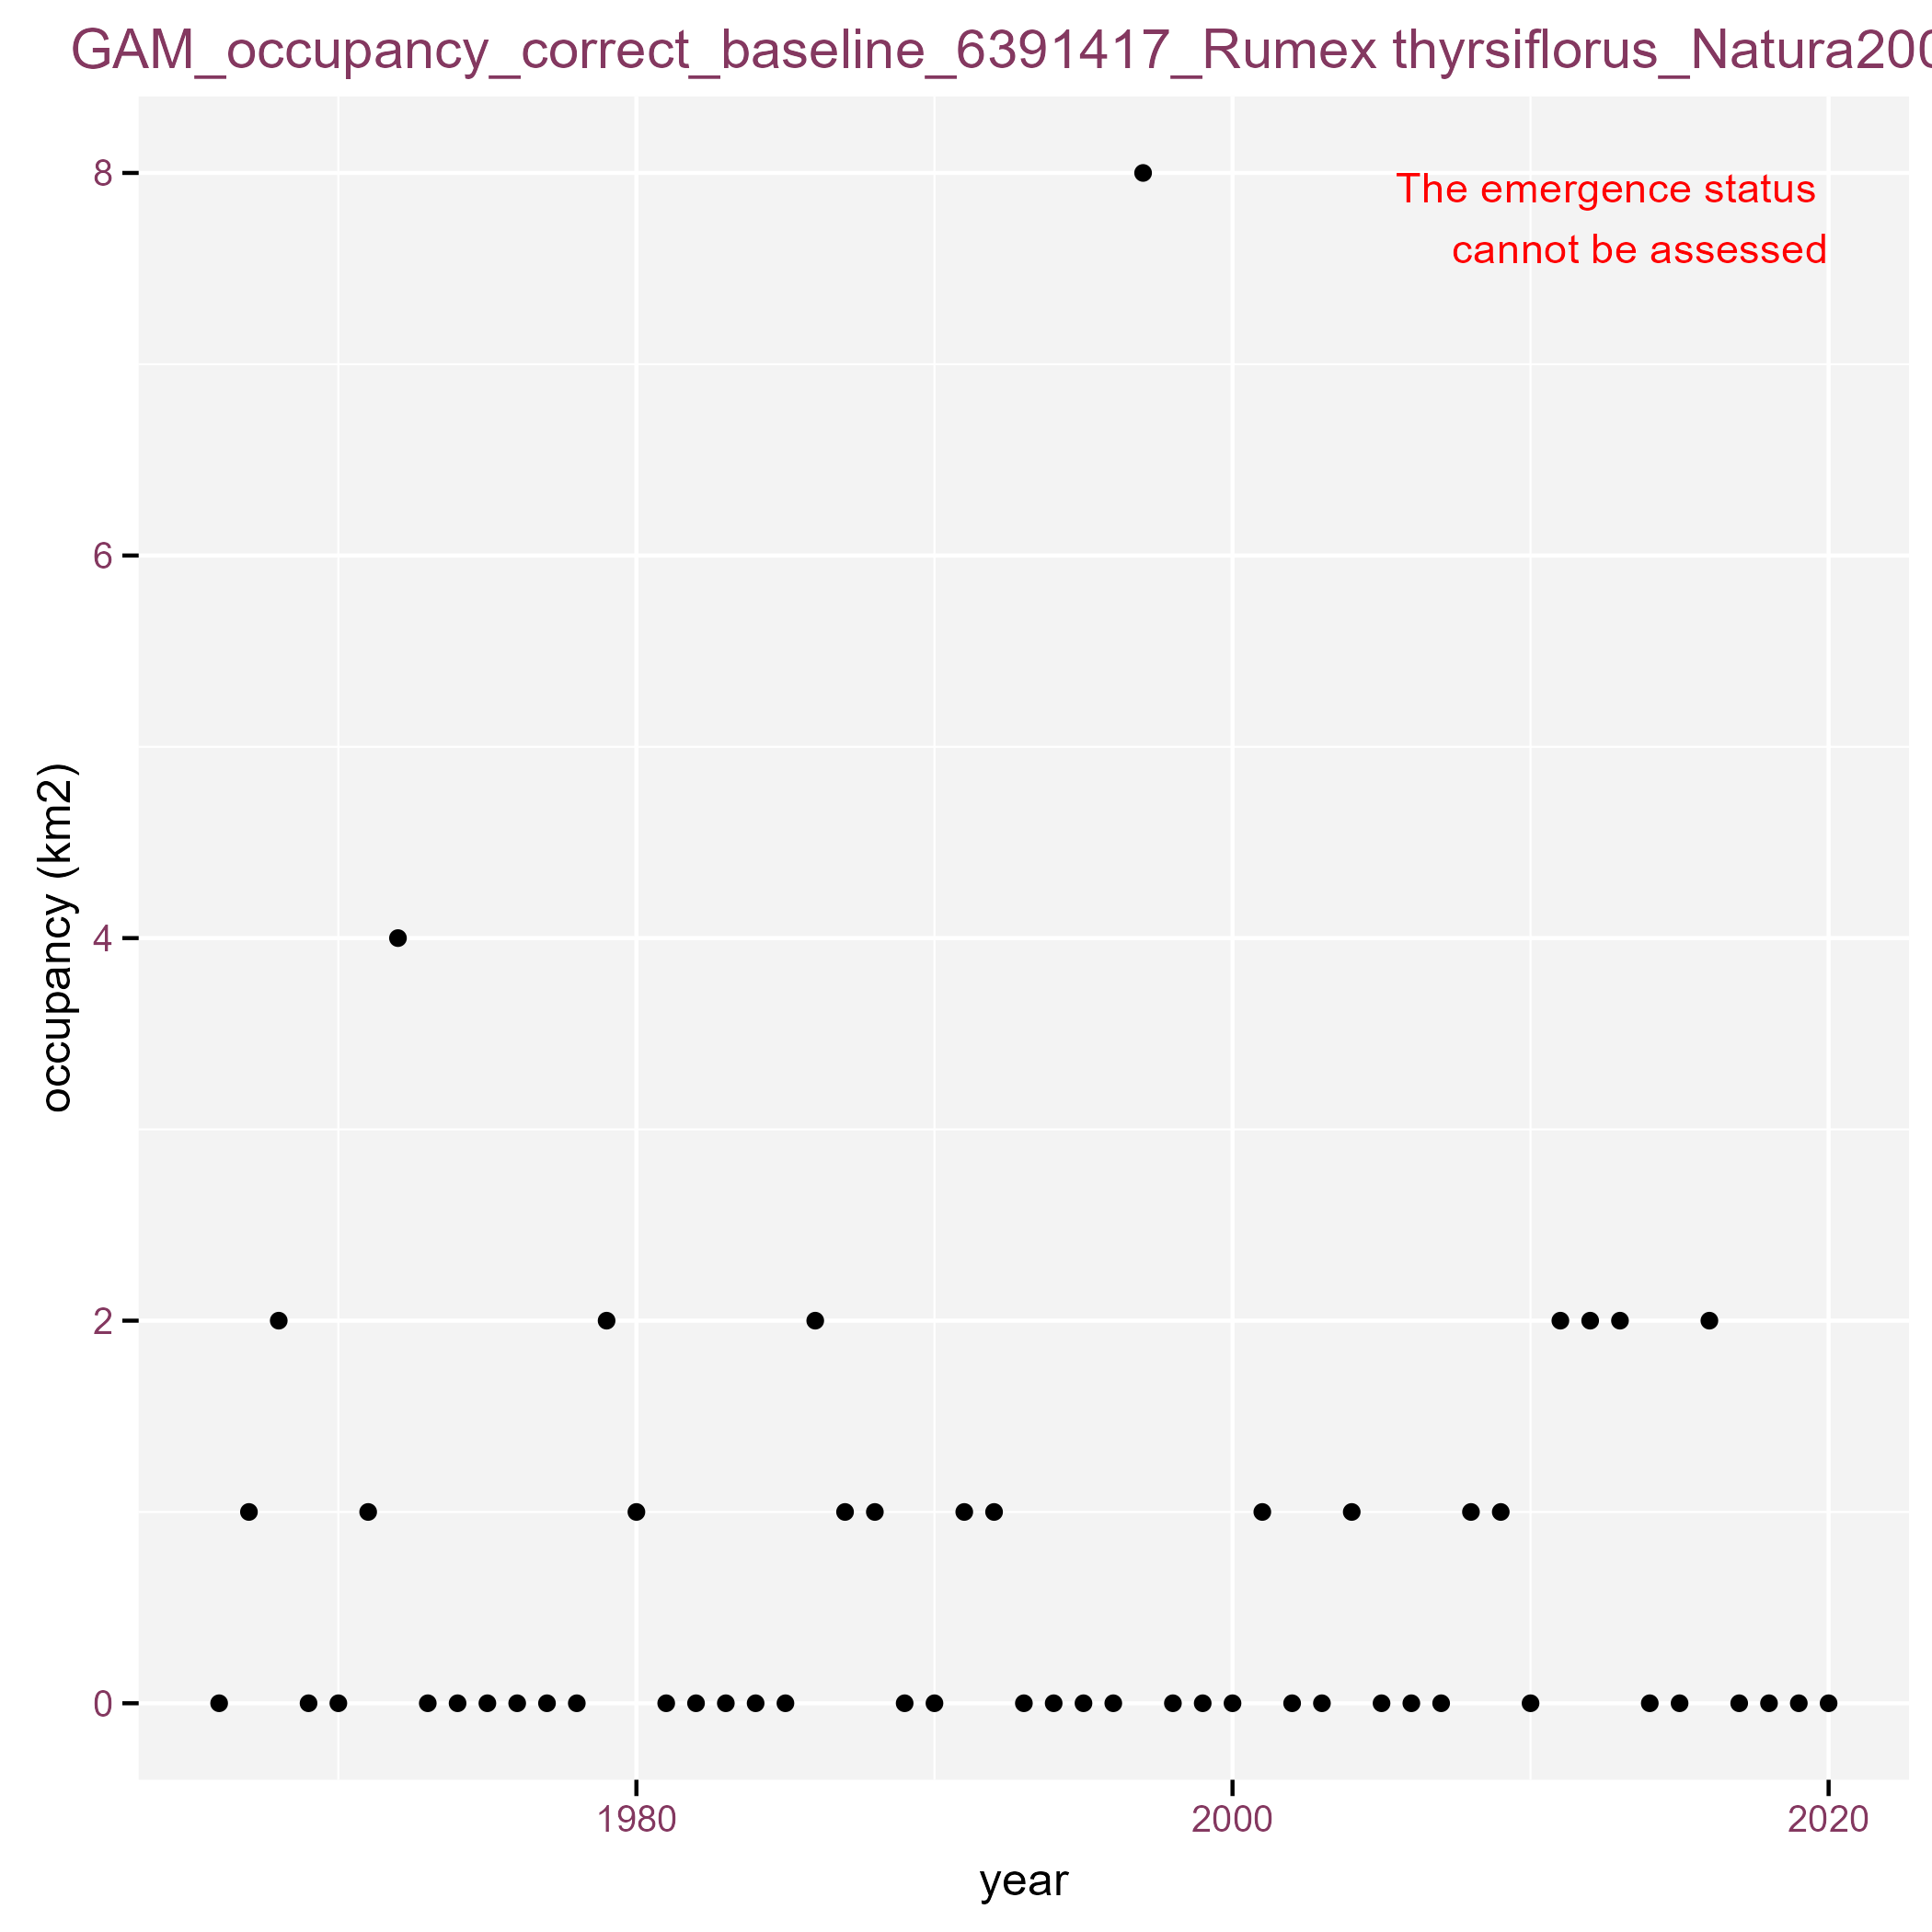 GAM_occupancy_correct_baseline_6391417_Rumex thyrsiflorus_Natura200
8
The emergence status
cannot be assessed
6
occupancy (km2)
4
2
0
1980
2000
2020
year